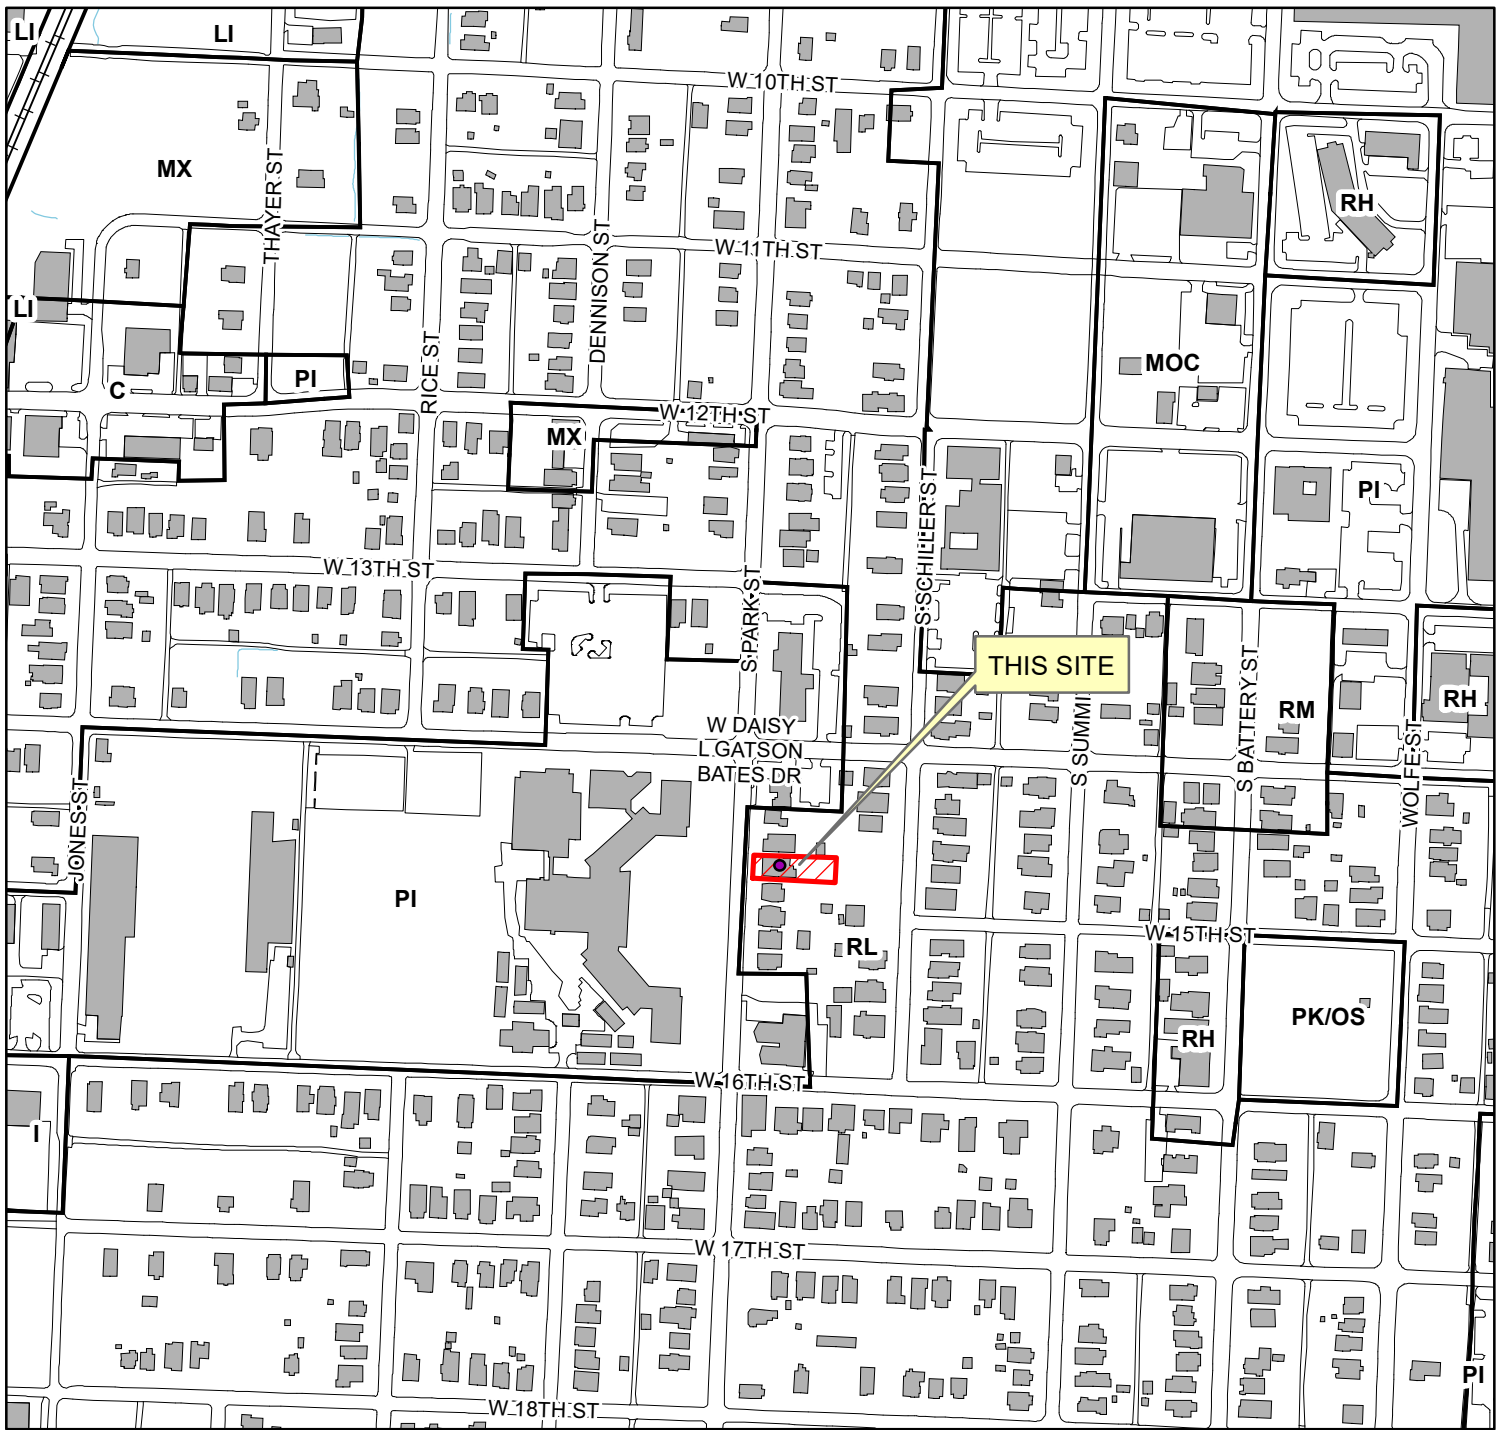 LI
LI
W 10TH ST
MX
THAYER ST
RH
DENNISON ST
W 11TH ST
LI
RICE ST
C
PI
MOC
W 12TH ST
MX
S SCHILLER ST
PI
W 13TH ST
S PARK ST
THIS SITE
S SUMMI
S BATTERY ST
RM
RH
WOLFE ST
W DAISY
L GATSON
BATES DR
JONES ST
PI
RL
W 15TH ST
PK/OS
RH
W 16TH ST
I
W 17TH ST
PI
W 18TH ST